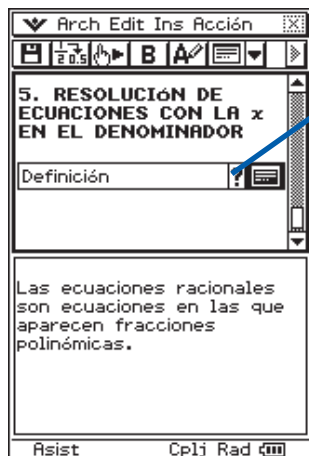 Arch Edit Ins Acción
B A
5. RESOLUCIÓN DE
ECUACIONES CON LA x
EN EL DENOMINADOR
Definición ?
Las ecuaciones racionales
son ecuaciones en las que
aparecen fracciones
polinómicas.
Asist Cplj Rad